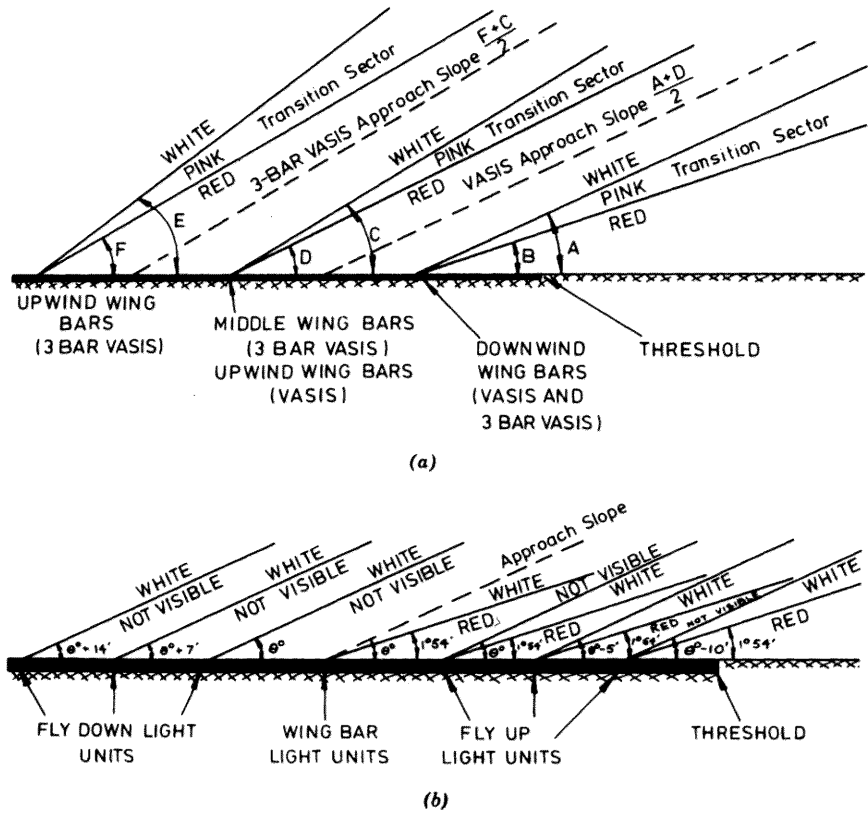 WHITE
PINK Transition Sector
RED
3-BAR VASIS Approach Slope F+C
2
WHITE
PINK Transition Sector
RED
VASIS Approach Slope A+D
2
WHITE
PINK Transition Sector
RED
E
F
C
D
B
A
UPWIND WING
BARS
(3 BAR VASIS)
MIDDLE WING BARS
(3 BAR VASIS)
UPWIND WING BARS
(VASIS)
DOWNWIND
WING BARS
(VASIS AND
3 BAR VASIS)
THRESHOLD
(a)
WHITE
NOT VISIBLE
WHITE
NOT VISIBLE
WHITE
NOT VISIBLE
Approach Slope
WHITE
RED
NOT VISIBLE
WHITE
RED
WHITE
RED NOT VISIBLE
WHITE
RED
θ°+14'
θ°+7'
θ°
θ°
1°54'
θ°
1°54'
θ°-5'
1°54'
θ°-10'
1°54'
FLY DOWN LIGHT
UNITS
WING BAR
LIGHT UNITS
FLY UP
LIGHT UNITS
THRESHOLD
(b)